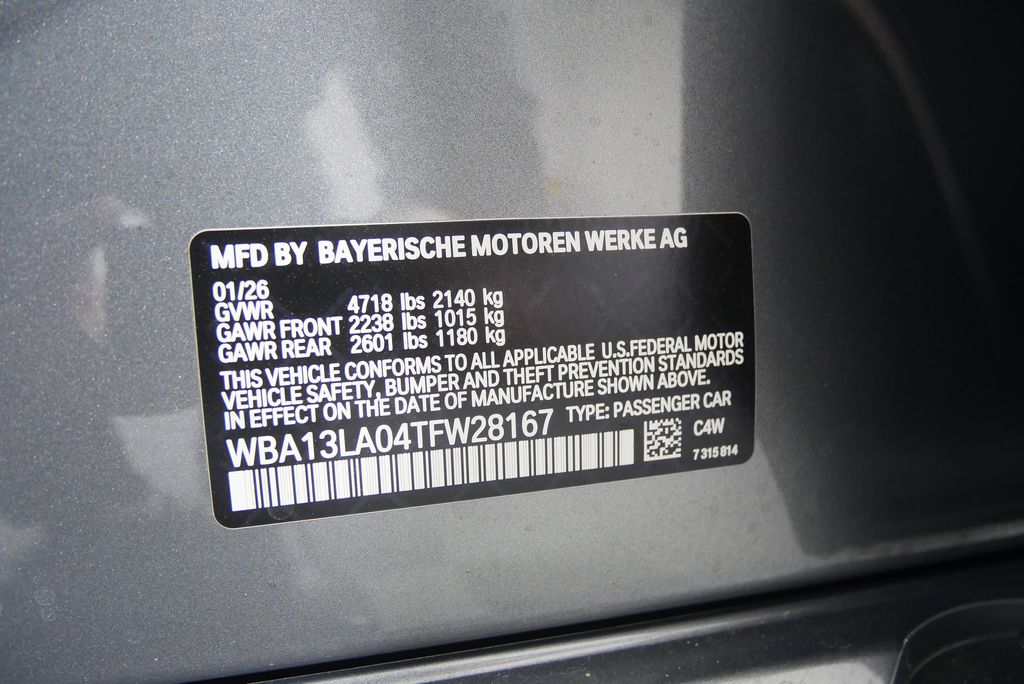 MFD BY BAYERISCHE MOTOREN WERKE AG
01/26
GVWR 4718 lbs 2140 kg
GAWR FRONT 2238 lbs 1015 kg
GAWR REAR 2601 lbs 1180 kg
THIS VEHICLE CONFORMS TO ALL APPLICABLE U.S.FEDERAL MOTOR
VEHICLE SAFETY, BUMPER AND THEFT PREVENTION STANDARDS
IN EFFECT ON THE DATE OF MANUFACTURE SHOWN ABOVE.
WBA13LA04TFW28167 TYPE: PASSENGER CAR
C4W
7 315 814